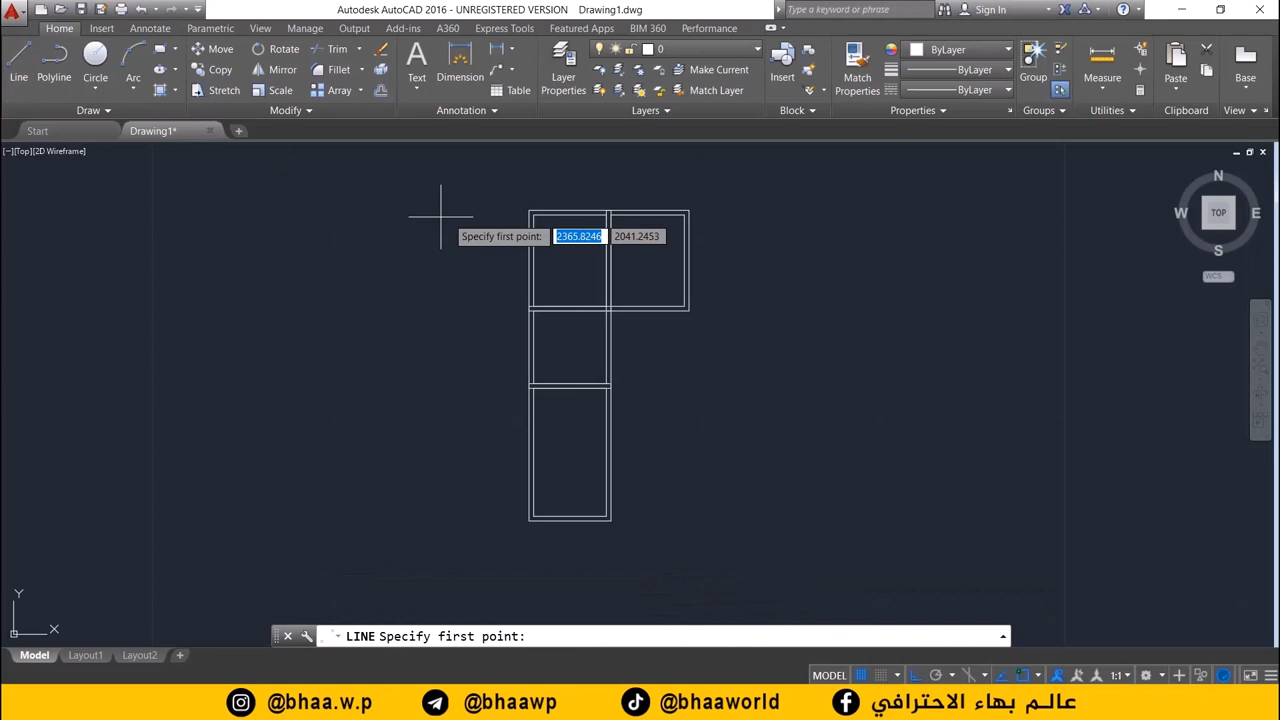 Autodesk AutoCAD 2016 - UNREGISTERED VERSION Drawing1.dwg
Type a keyword or phrase
Sign In
Home Insert Annotate Parametric View Manage Output Add-ins A360 Express Tools Featured Apps BIM 360 Performance
Line Polyline Circle Arc
Move Rotate Trim
Copy Mirror Fillet
Stretch Scale Array
Text Dimension Table
Layer Properties
0
Make Current
Match Layer
Insert
Match Properties
ByLayer
ByLayer
ByLayer
Group Measure Paste Base
Draw Modify Annotation Layers Block Properties Groups Utilities Clipboard View
Start Drawing1*
[−][Top][2D Wireframe]
N
W TOP E
S
WCS
Specify first point: 2365.8246 2041.2453
Y
X
LINE Specify first point:
Model Layout1 Layout2
MODEL 1:1
@bhaa.w.p @bhaawp @bhaaworld عالم بهاء الاحترافي